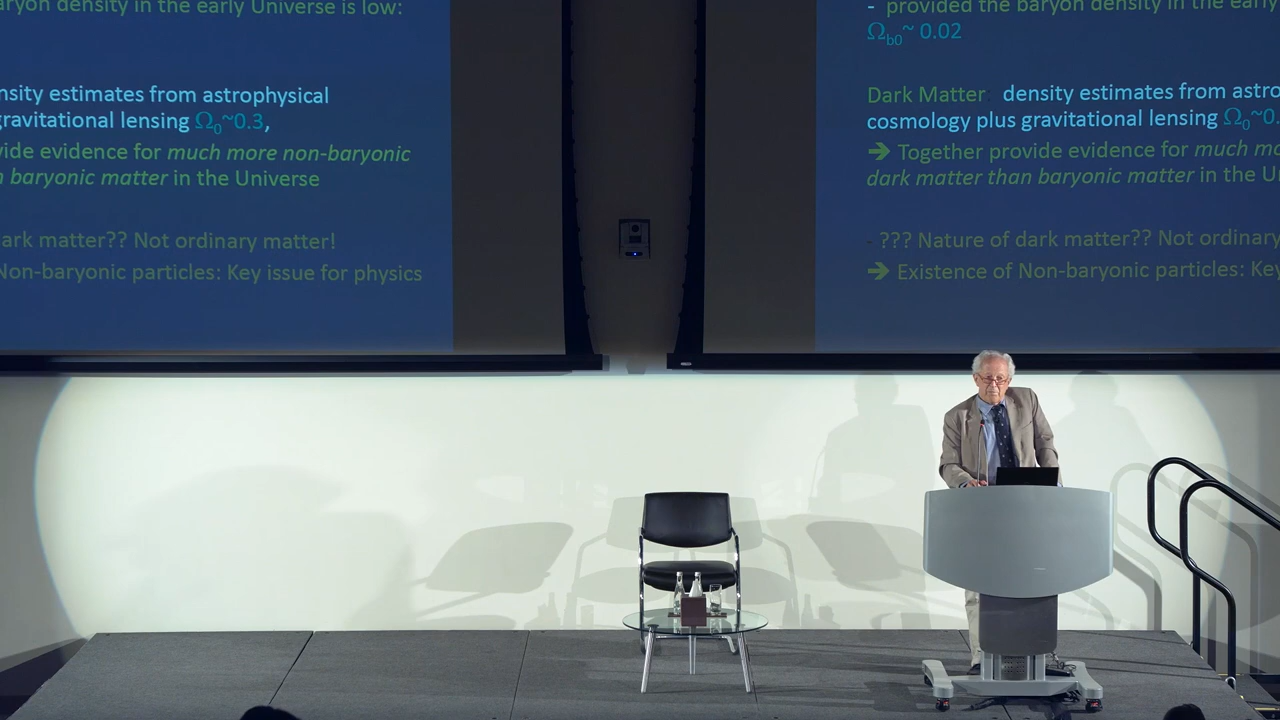 aryon density in the early Universe is low:
nsity estimates from astrophysical
gravitational lensing Ω0~0.3,
vide evidence for much more non-baryonic
n baryonic matter in the Universe
ark matter?? Not ordinary matter!
Non-baryonic particles: Key issue for physics
- provided the baryon density in the early
Ωb0~ 0.02
Dark Matter density estimates from astro
cosmology plus gravitational lensing Ω0~0.
➔ Together provide evidence for much mo
dark matter than baryonic matter in the U
- ??? Nature of dark matter?? Not ordinary
➔ Existence of Non-baryonic particles: Key